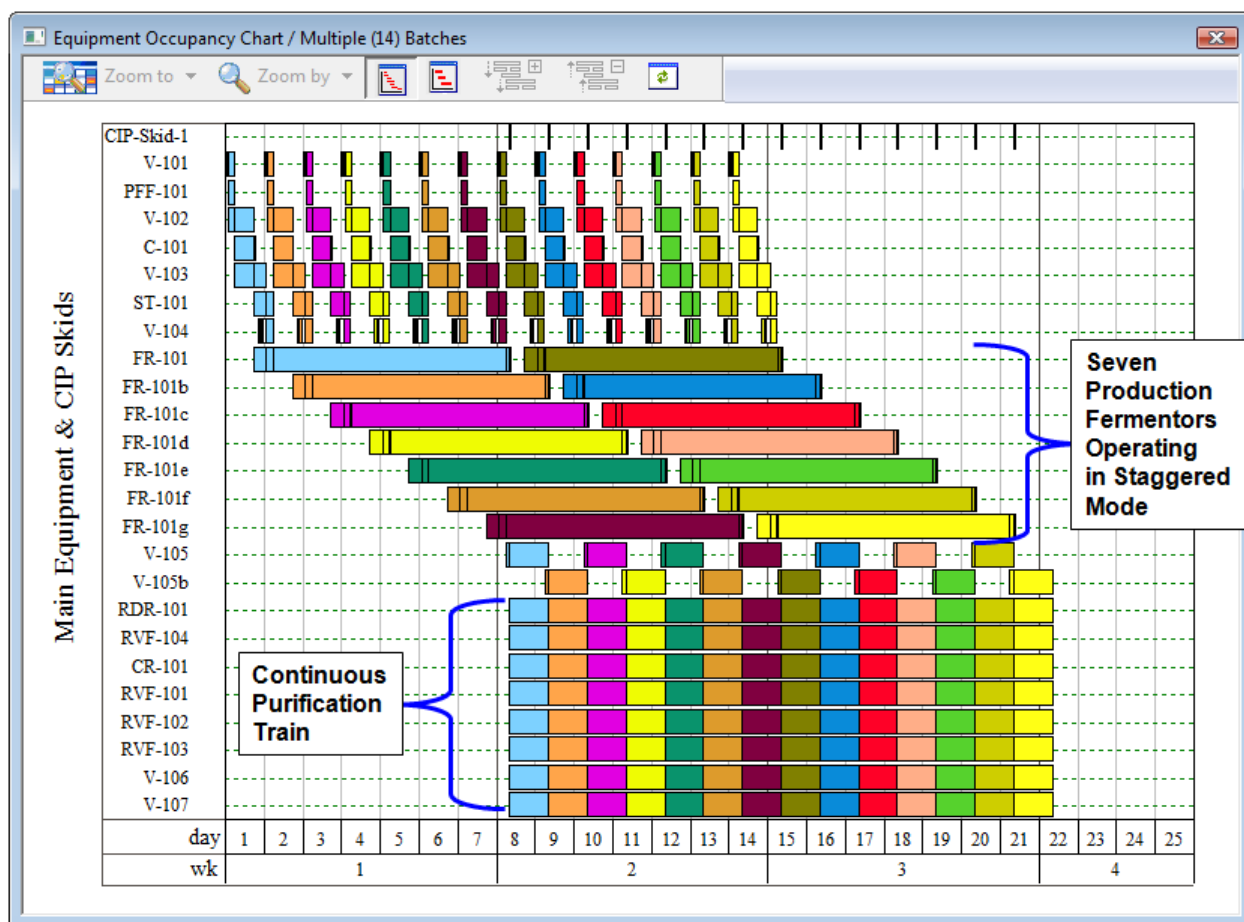 Equipment Occupancy Chart / Multiple (14) Batches
Zoom to
Zoom by
Main Equipment & CIP Skids
CIP-Skid-1
V-101
PFF-101
V-102
C-101
V-103
ST-101
V-104
FR-101
FR-101b
FR-101c
FR-101d
FR-101e
FR-101f
FR-101g
V-105
V-105b
RDR-101
RVF-104
CR-101
RVF-101
RVF-102
RVF-103
V-106
V-107
Seven
Production
Fermentors
Operating
in Staggered
Mode
Continuous
Purification
Train
day 1 2 3 4 5 6 7 8 9 10 11 12 13 14 15 16 17 18 19 20 21 22 23 24 25
wk 1 2 3 4